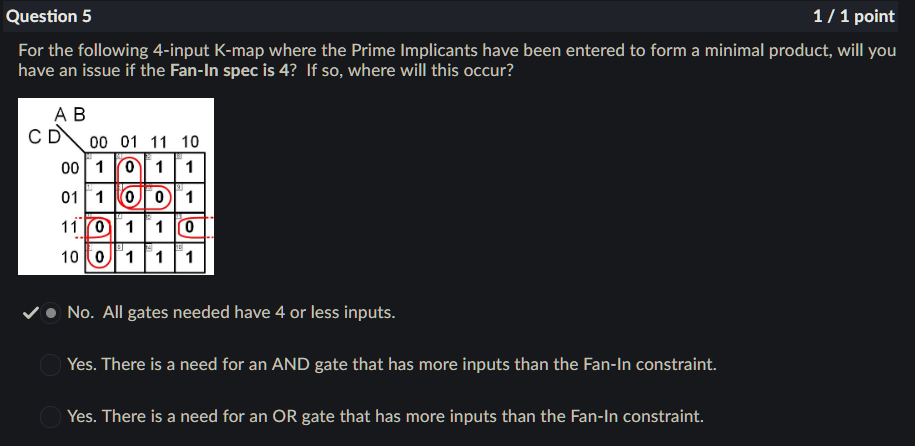 Question 5
1 / 1 point
For the following 4-input K-map where the Prime Implicants have been entered to form a minimal product, will you
have an issue if the Fan-In spec is 4? If so, where will this occur?
A B
C D
00 01 11 10
00 1 0 1 1
01 1 0 0 1
11 0 1 1 0
10 0 1 1 1
No. All gates needed have 4 or less inputs.
Yes. There is a need for an AND gate that has more inputs than the Fan-In constraint.
Yes. There is a need for an OR gate that has more inputs than the Fan-In constraint.